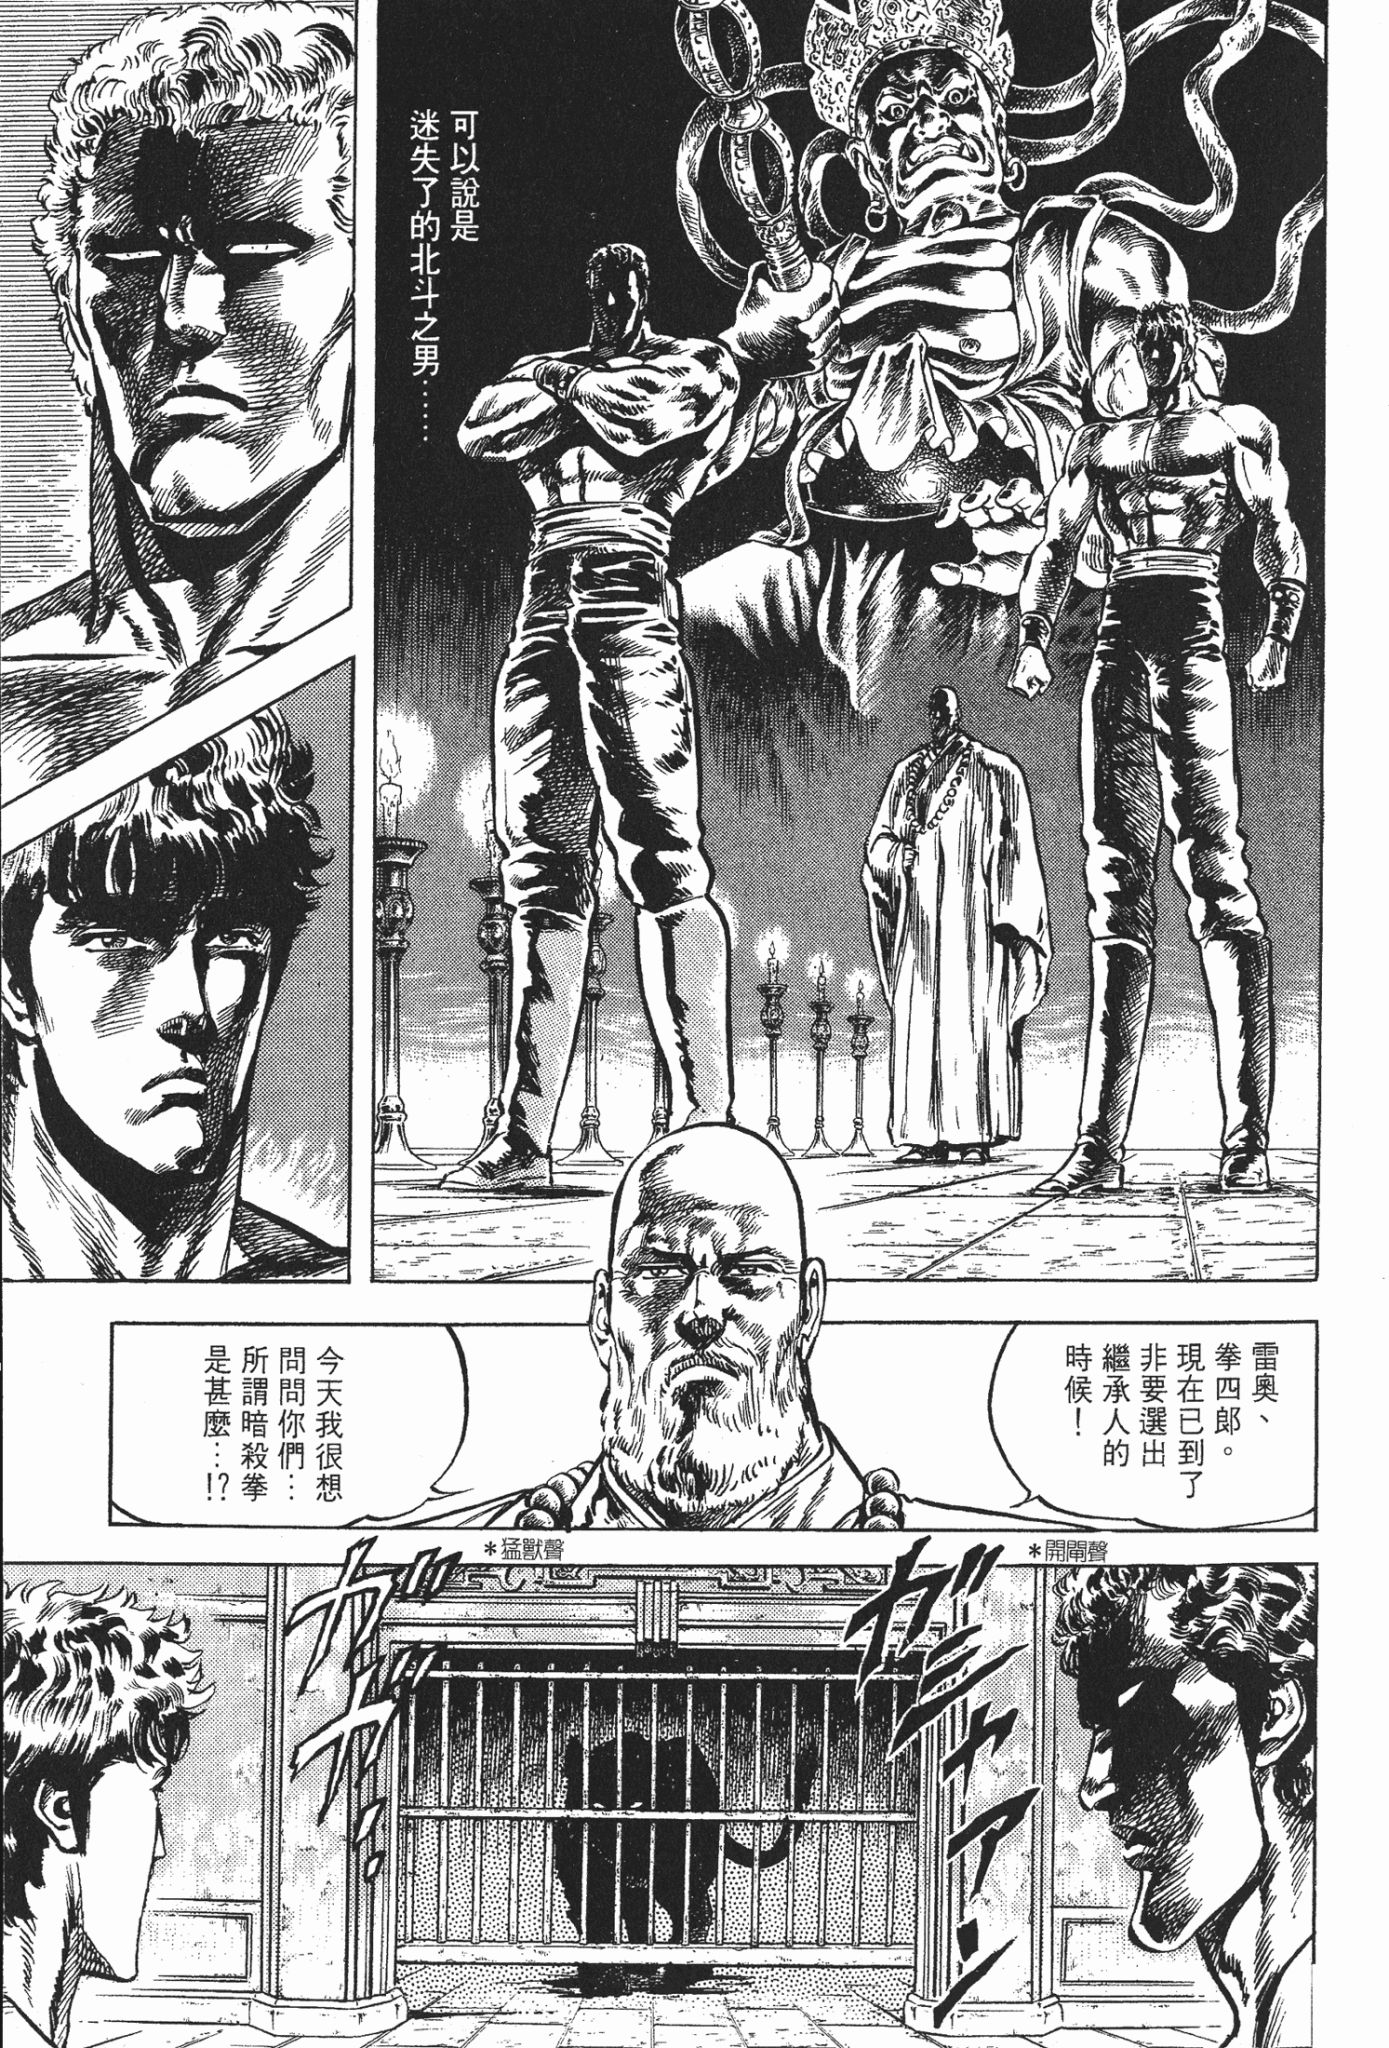 可以說是
迷失了的北斗之男……
雷奧、
拳四郎。
現在已到了
非要選出
繼承人的
時候！
今天我很想
問問你們…
所謂暗殺拳
是甚麼…!?
＊開閘聲
ガシャアン
＊猛獸聲
ガガガ・